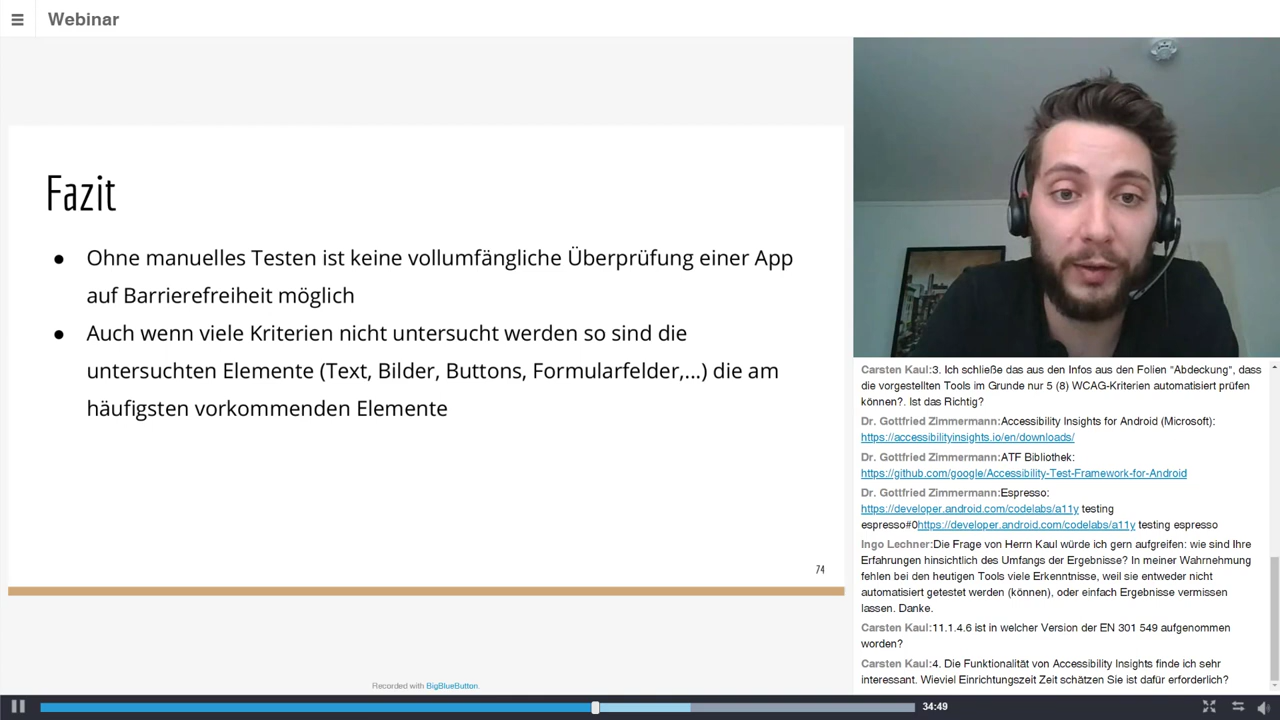 Webinar
Fazit
● Ohne manuelles Testen ist keine vollumfängliche Überprüfung einer App
auf Barrierefreiheit möglich
● Auch wenn viele Kriterien nicht untersucht werden so sind die
untersuchten Elemente (Text, Bilder, Buttons, Formularfelder,...) die am
häufigsten vorkommenden Elemente
74
Recorded with BigBlueButton.
Carsten Kaul:3. Ich schließe das aus den Infos aus den Folien "Abdeckung", dass
die vorgestellten Tools im Grunde nur 5 (8) WCAG-Kriterien automatisiert prüfen
können?. Ist das Richtig?
Dr. Gottfried Zimmermann:Accessibility Insights for Android (Microsoft):
https://accessibilityinsights.io/en/downloads/
Dr. Gottfried Zimmermann:ATF Bibliothek:
https://github.com/google/Accessibility-Test-Framework-for-Android
Dr. Gottfried Zimmermann:Espresso:
https://developer.android.com/codelabs/a11y testing
espresso#0https://developer.android.com/codelabs/a11y testing espresso
Ingo Lechner:Die Frage von Herrn Kaul würde ich gern aufgreifen: wie sind Ihre
Erfahrungen hinsichtlich des Umfangs der Ergebnisse? In meiner Wahrnehmung
fehlen bei den heutigen Tools viele Erkenntnisse, weil sie entweder nicht
automatisiert getestet werden (können), oder einfach Ergebnisse vermissen
lassen. Danke.
Carsten Kaul:11.1.4.6 ist in welcher Version der EN 301 549 aufgenommen
worden?
Carsten Kaul:4. Die Funktionalität von Accessibility Insights finde ich sehr
interessant. Wieviel Einrichtungszeit Zeit schätzen Sie ist dafür erforderlich?
34:49